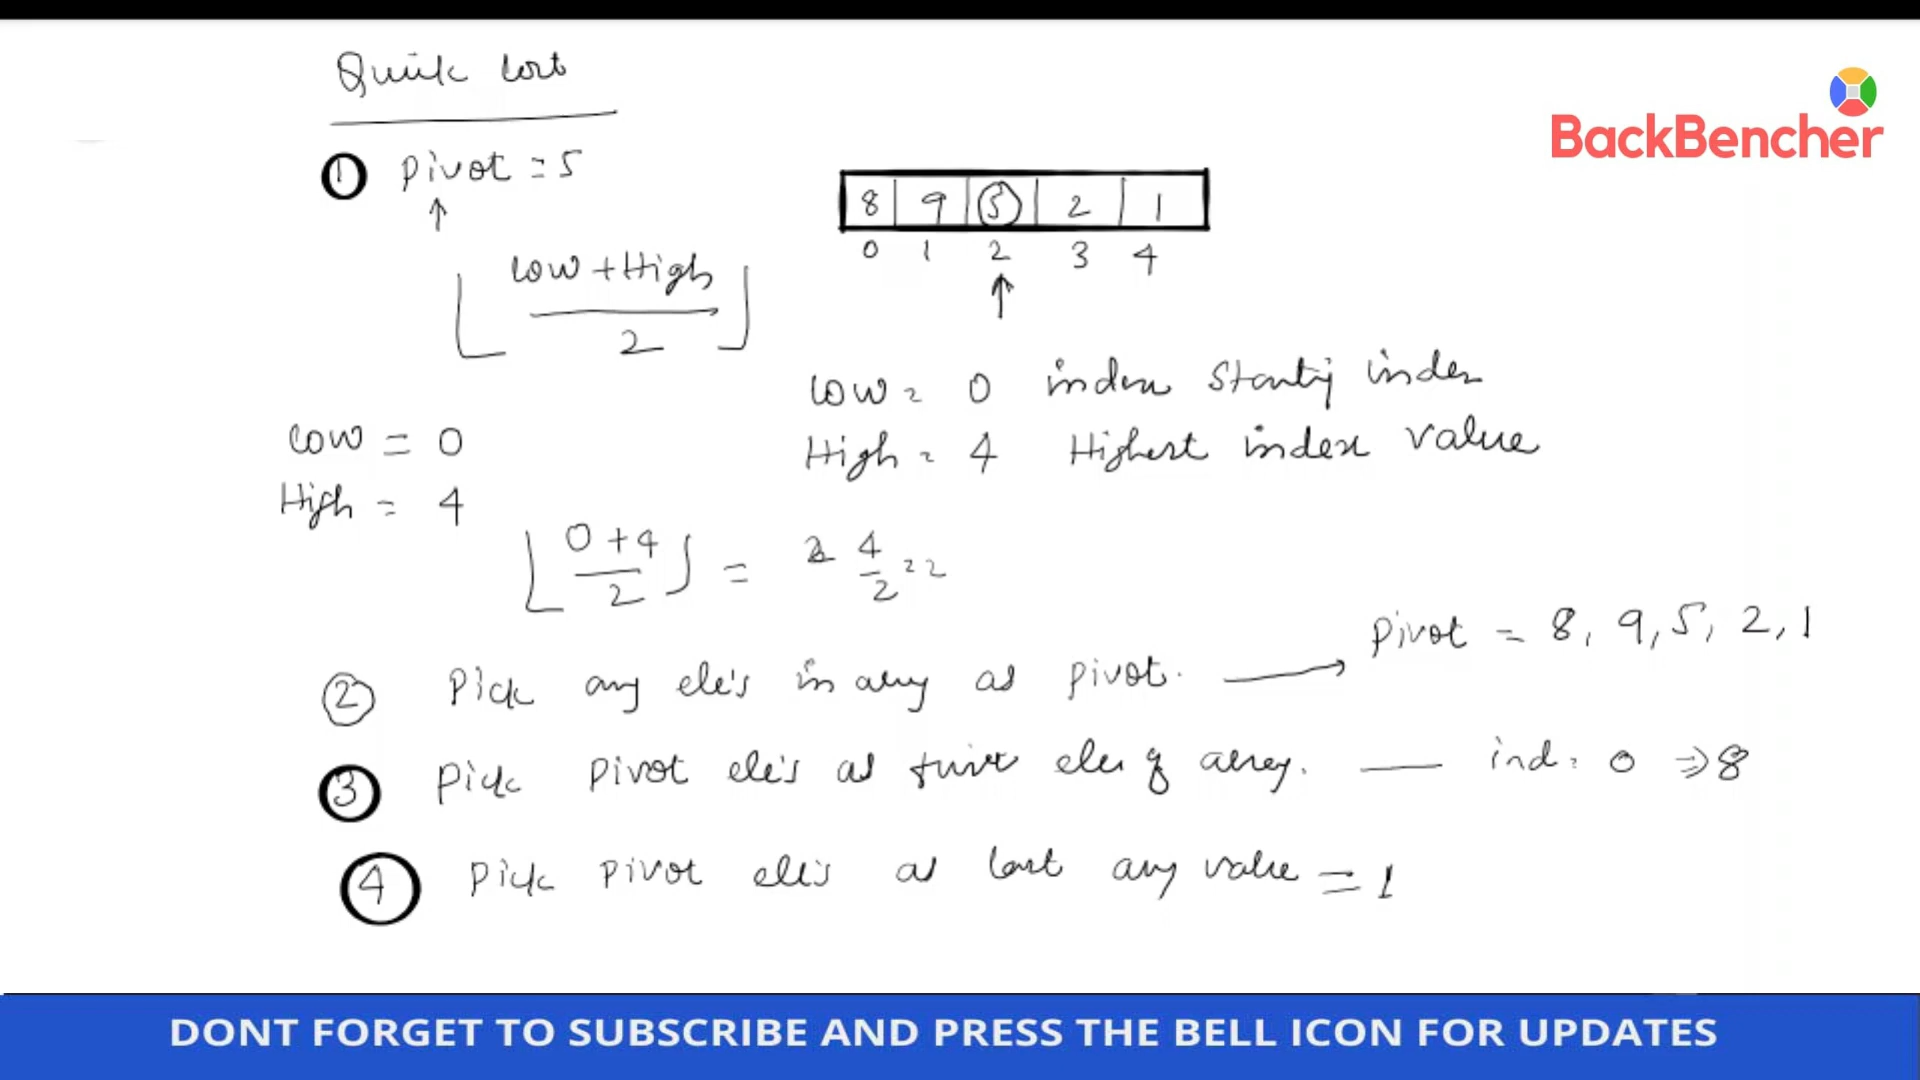 Quick sort
BackBencher
① Pivot = 5
8 | 9 | 5 | 2 | 1
0 1 2 3 4
↑
⌊ Low + High / 2 ⌋
Low = 0 index Starting index
High = 4 Highest index value
Low = 0
High = 4
⌊ 0 + 4 / 2 ⌋ = 4 / 2 = 2
Pivot = 8, 9, 5, 2, 1
② Pick any ele's in array as pivot. →
③ Pick Pivot ele's as first ele of array. — ind = 0 ⇒ 8
④ Pick Pivot ele's as last value = 1
DONT FORGET TO SUBSCRIBE AND PRESS THE BELL ICON FOR UPDATES